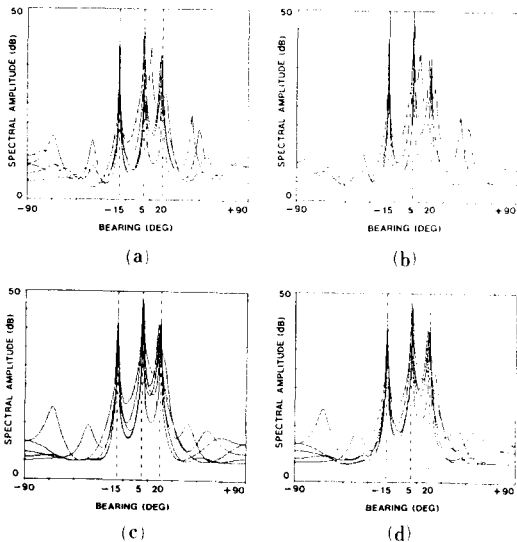 50
SPECTRAL AMPLITUDE (dB)
0
-90
-15
5
20
+90
BEARING (DEG)
(a)
50
SPECTRAL AMPLITUDE (dB)
0
-90
-15
5
20
+90
BEARING (DEG)
(b)
50
SPECTRAL AMPLITUDE (dB)
0
-90
-15
5
20
+90
BEARING (DEG)
(c)
50
SPECTRAL AMPLITUDE (dB)
0
-90
-15
5
20
+90
BEARING (DEG)
(d)